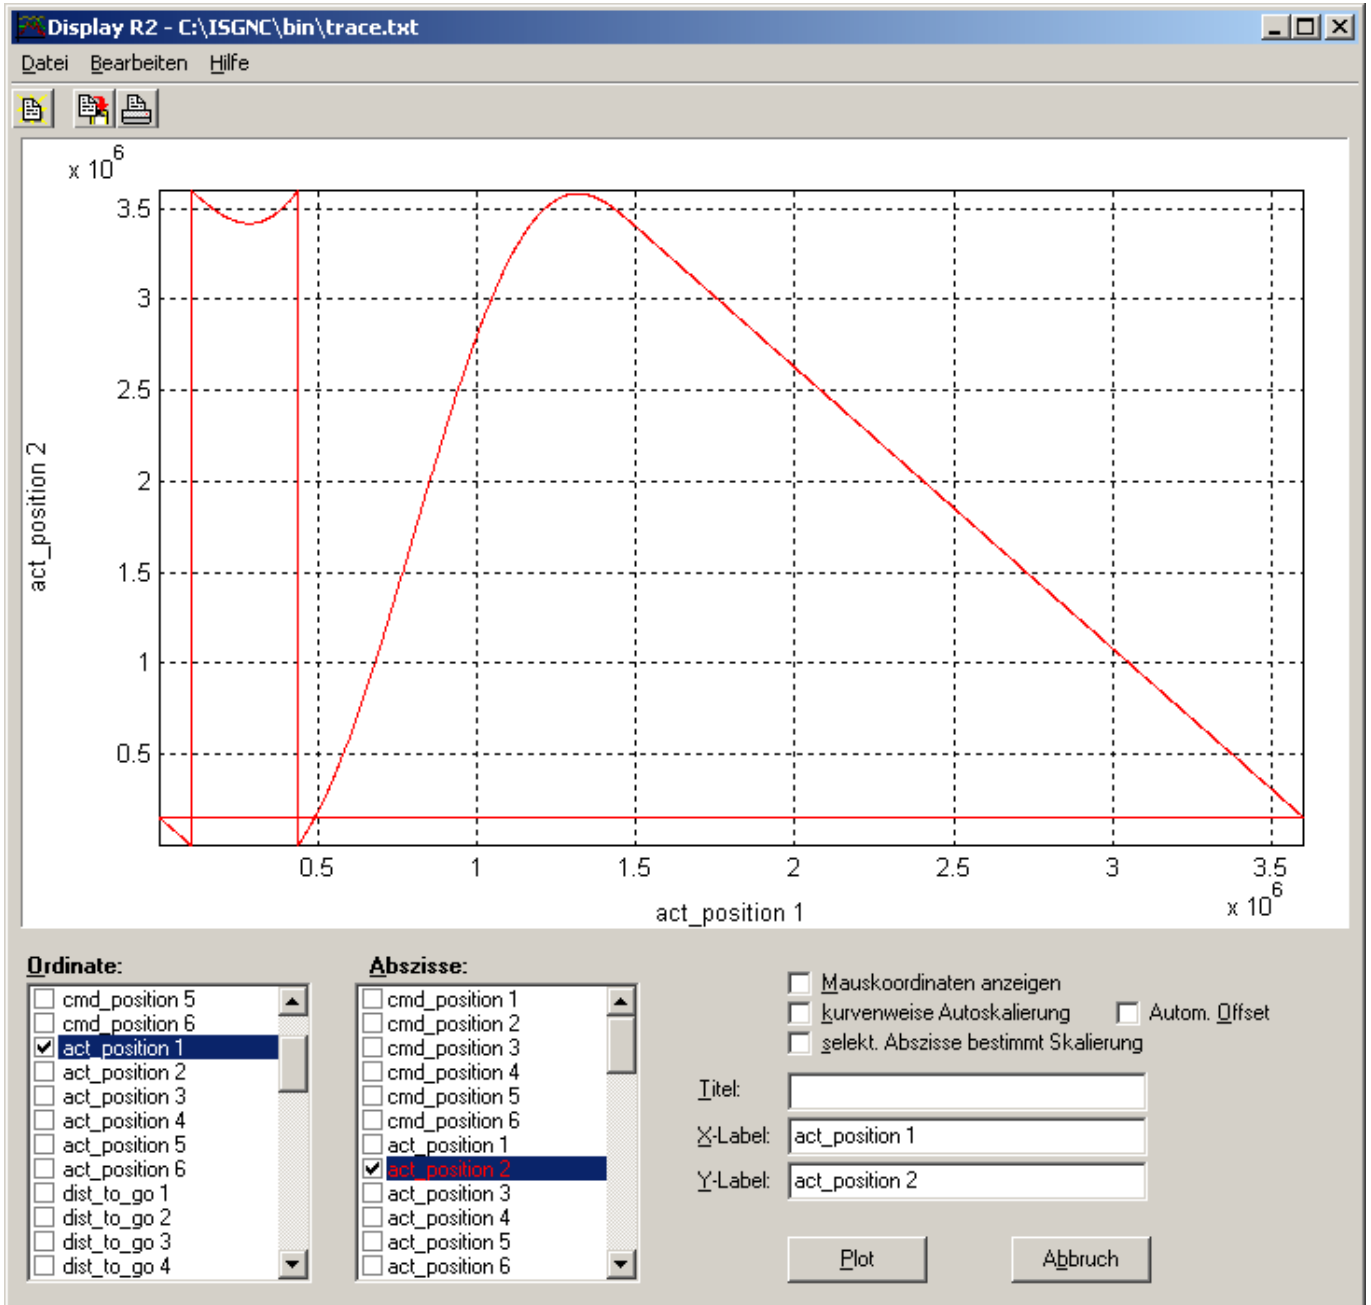 Display R2 - C:\ISGNC\bin\trace.txt
Datei Bearbeiten Hilfe
x 10^6
3.5
3
2.5
2
1.5
1
0.5
act_position 2
0.5 1 1.5 2 2.5 3 3.5
x 10^6
act_position 1
Ordinate:
cmd_position 5
cmd_position 6
act_position 1
act_position 2
act_position 3
act_position 4
act_position 5
act_position 6
dist_to_go 1
dist_to_go 2
dist_to_go 3
dist_to_go 4
Abszisse:
cmd_position 1
cmd_position 2
cmd_position 3
cmd_position 4
cmd_position 5
cmd_position 6
act_position 1
act_position 2
act_position 3
act_position 4
act_position 5
act_position 6
Mauskoordinaten anzeigen
kurvenweise Autoskalierung Autom. Offset
selekt. Abszisse bestimmt Skalierung
Titel:
X-Label: act_position 1
Y-Label: act_position 2
Plot Abbruch